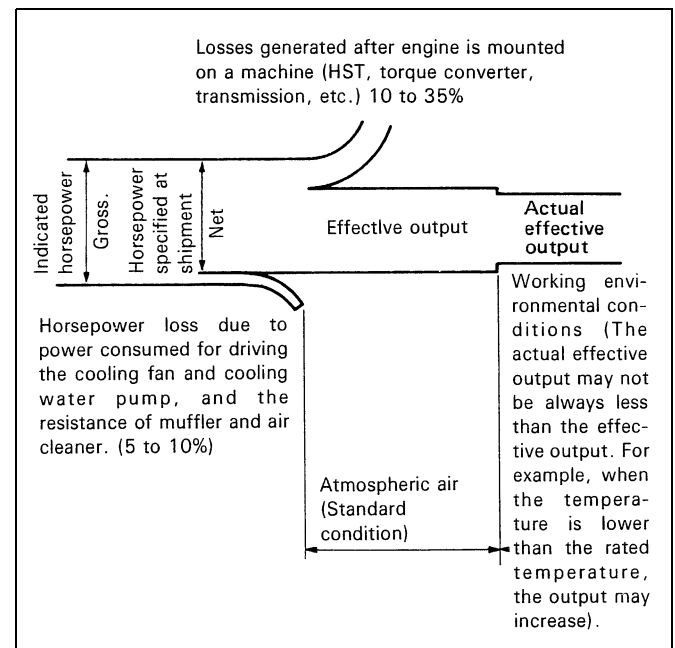 Losses generated after engine is mounted
on a machine (HST, torque converter,
transmission, etc.) 10 to 35%
Indicated
horsepower
Gross.
Horsepower
specified at
shipment
Net
Effective output
Actual
effective
output
Horsepower loss due to
power consumed for driving
the cooling fan and cooling
water pump, and the
resistance of muffler and air
cleaner. (5 to 10%)
Atmospheric air
(Standard
condition)
Working envi-
ronmental con-
ditions (The
actual effective
output may not
be always less
than the effec-
tive output. For
example, when
the tempera-
ture is lower
than the rated
temperature,
the output may
increase).